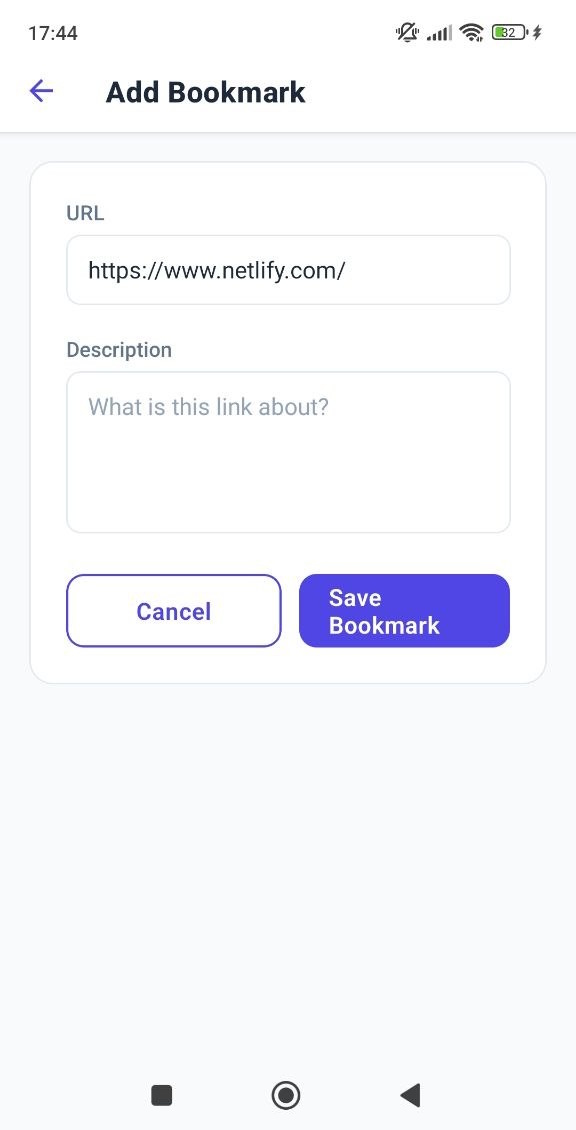 17:44
32
Add Bookmark
URL
https://www.netlify.com/
Description
What is this link about?
Cancel
Save
Bookmark